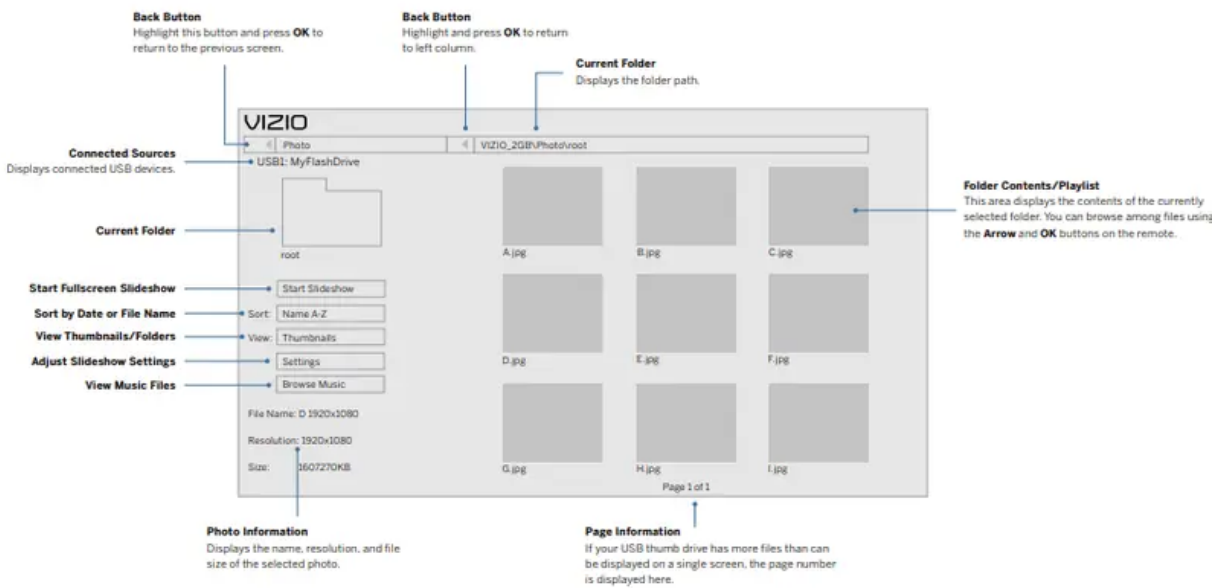 Back Button
Highlight this button and press OK to
return to the previous screen.
Back Button
Highlight and press OK to return
to left column.
Current Folder
Displays the folder path.
VIZIO
Photo
VIZIO_2GB\Photo\root
Connected Sources
Displays connected USB devices.
USB1: MyFlashDrive
Current Folder
root
Start Fullscreen Slideshow
Start Slideshow
Sort by Date or File Name
Sort: Name A-Z
View Thumbnails/Folders
View: Thumbnails
Adjust Slideshow Settings
Settings
View Music Files
Browse Music
File Name: D 1920x1080
Resolution: 1920x1080
Size: 1607270KB
A.jpg
B.jpg
C.jpg
D.jpg
E.jpg
F.jpg
G.jpg
H.jpg
I.jpg
Page 1 of 1
Folder Contents/Playlist
This area displays the contents of the currently
selected folder. You can browse among files using
the Arrow and OK buttons on the remote.
Photo Information
Displays the name, resolution, and file
size of the selected photo.
Page Information
If your USB thumb drive has more files than can
be displayed on a single screen, the page number
is displayed here.